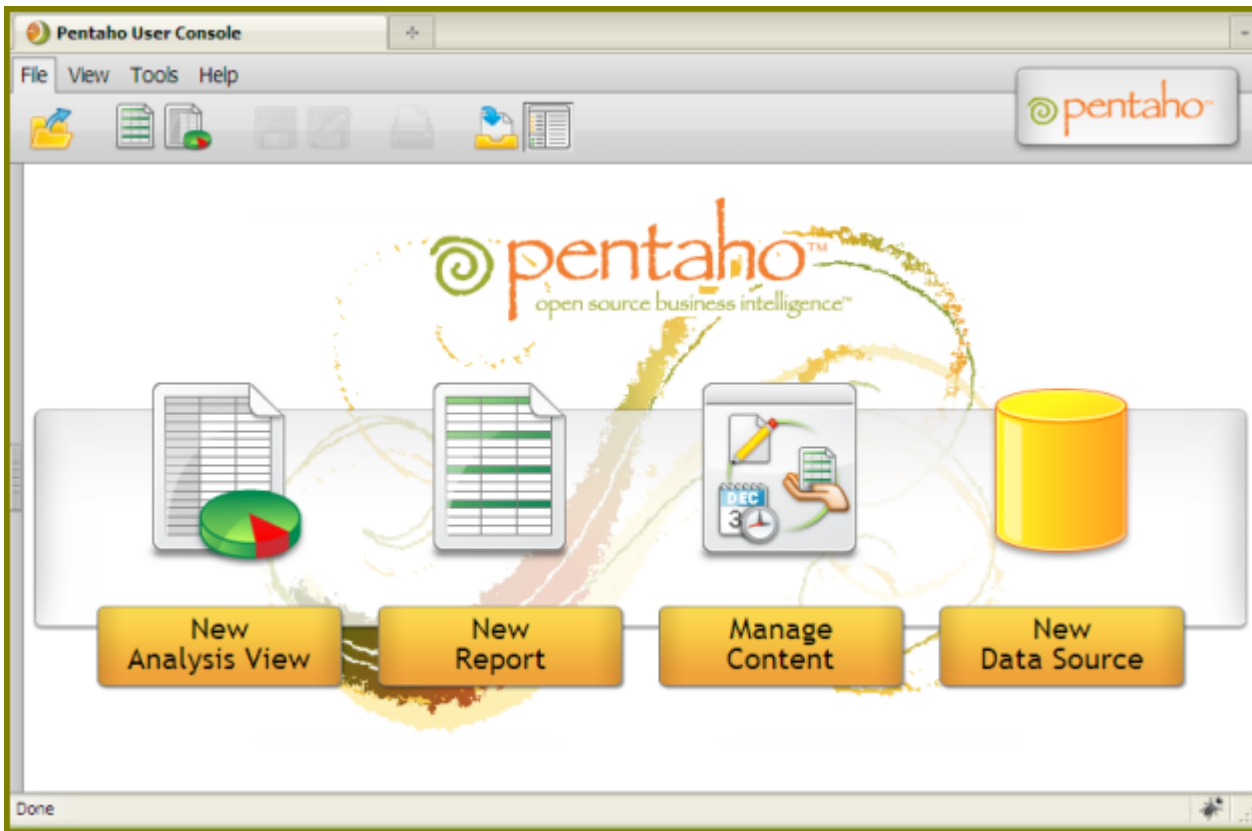 Pentaho User Console
File View Tools Help
pentaho™
pentaho™
open source business intelligence™
DEC
3
New
Analysis View
New
Report
Manage
Content
New
Data Source
Done